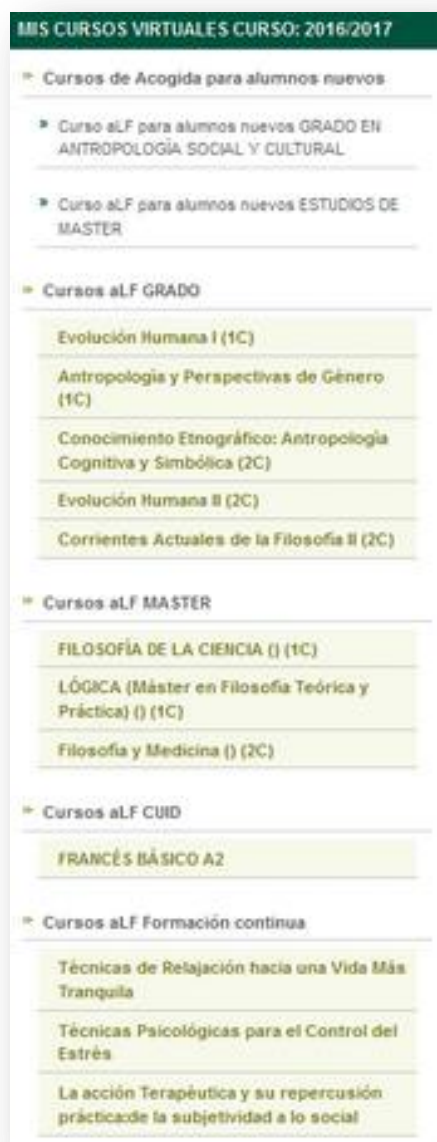 MIS CURSOS VIRTUALES CURSO: 2016/2017
Cursos de Acogida para alumnos nuevos
Curso aLF para alumnos nuevos GRADO EN
ANTROPOLOGÍA SOCIAL Y CULTURAL
Curso aLF para alumnos nuevos ESTUDIOS DE
MASTER
Cursos aLF GRADO
Evolución Humana I (1C)
Antropología y Perspectivas de Género
(1C)
Conocimiento Etnográfico: Antropología
Cognitiva y Simbólica (2C)
Evolución Humana II (2C)
Corrientes Actuales de la Filosofía II (2C)
Cursos aLF MASTER
FILOSOFÍA DE LA CIENCIA () (1C)
LÓGICA (Máster en Filosofía Teórica y
Práctica) () (1C)
Filosofía y Medicina () (2C)
Cursos aLF CUID
FRANCÉS BÁSICO A2
Cursos aLF Formación continua
Técnicas de Relajación hacia una Vida Más
Tranquila
Técnicas Psicológicas para el Control del
Estrés
La acción Terapéutica y su repercusión
práctica:de la subjetividad a lo social